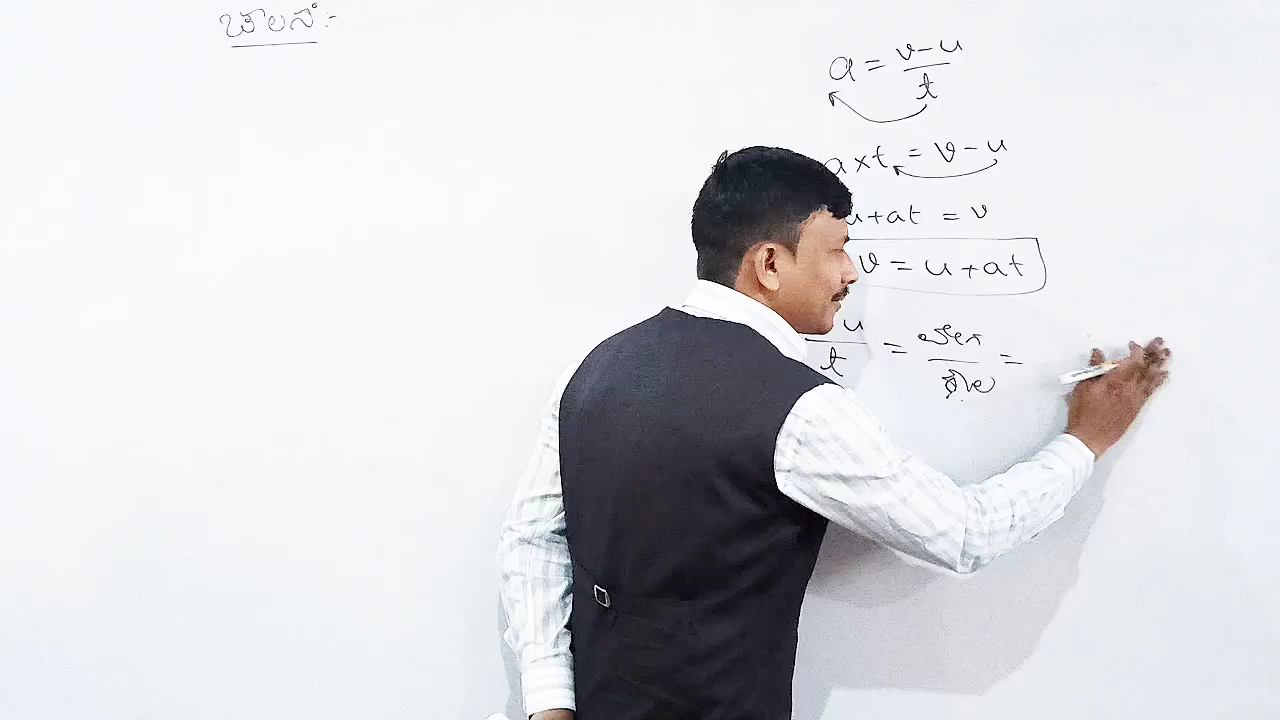 ಚಲನೆ:-
a = v-u/t
a×t = v-u
u+at = v
v = u+at
u/t = ವೇಗ/ಕಾಲ =